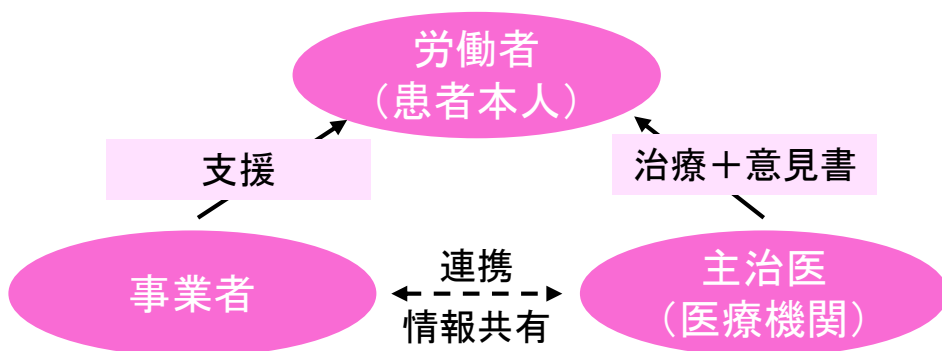 労働者
（患者本人）
支援
治療＋意見書
事業者
連携
情報共有
主治医
（医療機関）